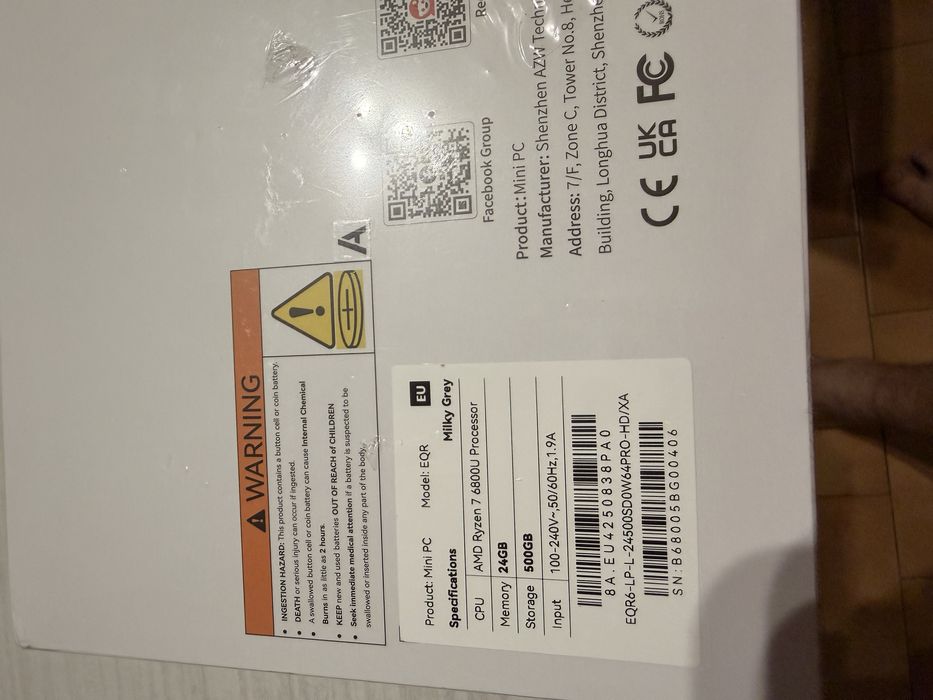 ⚠ WARNING
• INGESTION HAZARD: This product contains a button cell or coin battery.
• DEATH or serious injury can occur if ingested.
• A swallowed button cell or coin battery can cause Internal Chemical
Burns in as little as 2 hours.
• KEEP new and used batteries OUT OF REACH of CHILDREN
• Seek immediate medical attention if a battery is suspected to be
swallowed or inserted inside any part of the body.
A
Re
Facebook Group
Product:Mini PC
Manufacturer: Shenzhen AZW Techn
Address: 7/F, Zone C, Tower No.8, He
Building, Longhua District, Shenzhe
CE UK CA FC
Product: Mini PC Model: EQR EU
Specifications Milky Grey
CPU AMD Ryzen 7 6800U Processor
Memory 24GB
Storage 500GB
Input 100-240V~,50/60Hz,1.9A
8A.EU4250838PA0
EQR6-LP-L-24500SD0W64PRO-HD/XA
SN:B68005BG00406